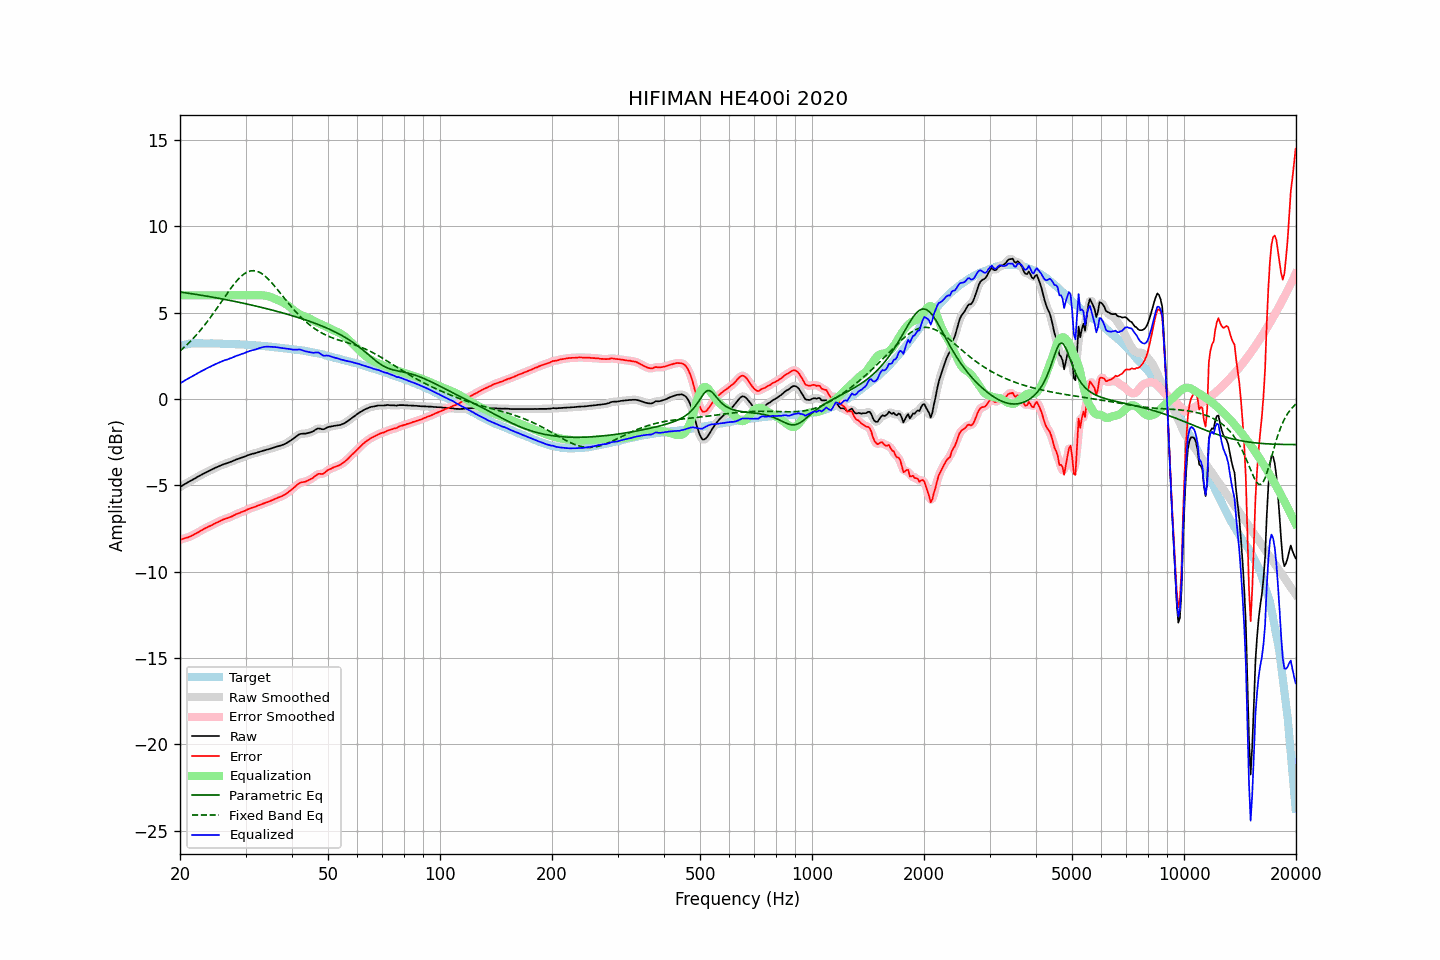 HIFIMAN HE400i 2020
Amplitude (dBr)
15
10
5
0
−5
−10
−15
−20
−25
Target
Raw Smoothed
Error Smoothed
Raw
Error
Equalization
Parametric Eq
Fixed Band Eq
Equalized
20 50 100 200 500 1000 2000 5000 10000 20000
Frequency (Hz)